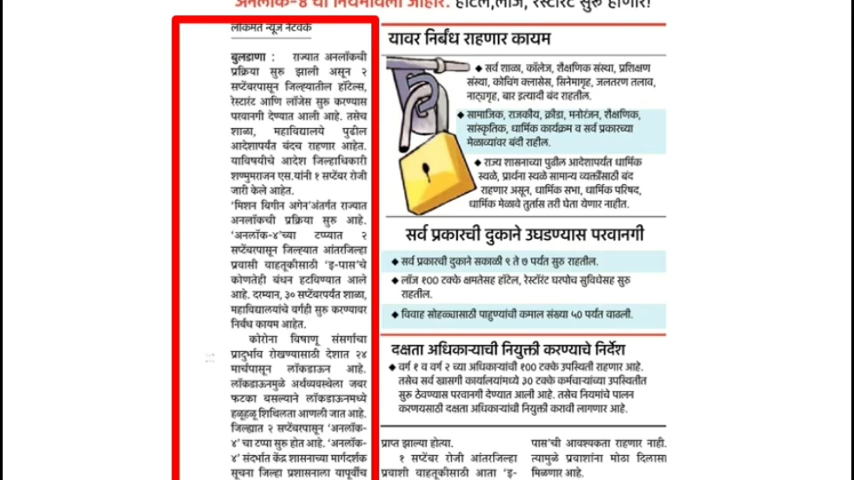 अनलॉक-४ ची नियमावली जाहीर: हॉटेल,लॉज, रेस्टॉरंट सुरू होणार!
लोकमत न्यूज नेटवर्क
बुलडाणा : राज्यात अनलॉकची
प्रक्रिया सुरु झाली असून २
सप्टेंबरपासून जिल्ह्यातील हॉटेल्स,
रेस्टारंट आणि लॉजेस सुरू करण्यास
परवानगी देण्यात आली आहे. तसेच
शाळा, महाविद्यालये पुढील
आदेशापर्यंत बंदच राहणार आहेत.
याविषयीचे आदेश जिल्हाधिकारी
शण्मुमराजन एस.यांनी १ सप्टेंबर रोजी
जारी केले आहेत.
'मिशन बिगीन अगेन'अंतर्गत राज्यात
अनलॉकची प्रक्रिया सुरु आहे.
'अनलॉक-४'च्या टप्प्यात २
सप्टेंबरपासून जिल्ह्यात आंतरजिल्हा
प्रवासी वाहतूकीसाठी 'इ-पास'चे
कोणतेही बंधन हटविण्यात आले
आहे. दरम्यान, ३० सप्टेंबरपर्यंत शाळा,
महाविद्यालयांचे वर्गही सुरू करण्यावर
निर्बंध कायम आहेत.
कोरोना विषाणू संसर्गाचा
प्रादुर्भाव रोखण्यासाठी देशात २४
मार्चपासून लॉकडाऊन आहे.
लॉकडाऊनमुळे अर्थव्यवस्थेला जबर
फटका बसल्याने लॉकडाऊनमध्ये
हळूहळू शिथिलता आणली जात आहे.
जिल्ह्यात २ सप्टेंबरपासून 'अनलॉक-
४' चा टप्पा सुरु होत आहे. 'अनलॉक-
४' संदर्भात केंद्र शासनाच्या मार्गदर्शक
सूचना जिल्हा प्रशासनाला यापूर्वीच
यावर निर्बंध राहणार कायम
◆ सर्व शाळा, कॉलेज, शैक्षणिक संस्था, प्रशिक्षण
संस्था, कोचिंग क्लासेस, सिनेमागृह, जलतरण तलाव,
नाट्यगृह, बार इत्यादी बंद राहतील.
◆ सामाजिक, राजकीय, क्रीडा, मनोरंजन, शैक्षणिक,
सांस्कृतिक, धार्मिक कार्यक्रम व सर्व प्रकारच्या
मेळाव्यांवर बंदी राहील.
◆ राज्य शासनाच्या पुढील आदेशापर्यंत धार्मिक
स्थळे, प्रार्थना स्थळे सामान्य व्यक्तींसाठी बंद
राहणार असून, धार्मिक सभा, धार्मिक परिषद,
धार्मिक मेळावे तुर्तास तरी घेता येणार नाहीत.
सर्व प्रकारची दुकाने उघडण्यास परवानगी
◆ सर्व प्रकारची दुकाने सकाळी ९ ते ७ पर्यंत सुरु राहतील.
◆ लॉज १०० टक्के क्षमतेसह हॉटेल, रेस्टॉरंट घरपोच सुविधेसह सुरु
राहतील.
◆ विवाह सोहळ्यासाठी पाहुण्यांची कमाल संख्या ५० पर्यंत वाढली.
दक्षता अधिकाऱ्याची नियुक्ती करण्याचे निर्देश
◆ वर्ग १ व वर्ग २ च्या अधिकाऱ्यांची १०० टक्के उपस्थिती राहणार आहे.
तसेच सर्व खासगी कार्यालयांमध्ये ३० टक्के कर्मचाऱ्यांच्या उपस्थितीत
सुरु ठेवण्यास परवानगी देण्यात आली आहे. तसेच नियमांचे पालन
करणयसाठी दक्षता अधिकाऱ्यांची नियुक्ती करावी लागणार आहे.
प्राप्त झाल्या होत्या.
१ सप्टेंबर रोजी आंतरजिल्हा
प्रवाशी वाहतूकीसाठी आता 'इ-
पास'ची आवश्यकता राहणार नाही.
त्यामुळे प्रवाशांना मोठा दिलासा
मिळणार आहे.